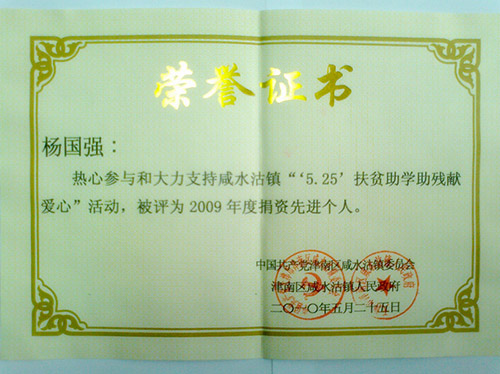 荣誉证书
杨国强：
热心参与和大力支持咸水沽镇“‘5.25’扶贫助学助残献
爱心”活动，被评为2009年度捐资先进个人。
中国共产党津南区咸水沽镇委员会
津南区咸水沽镇人民政府
二〇一〇年五月二十五日